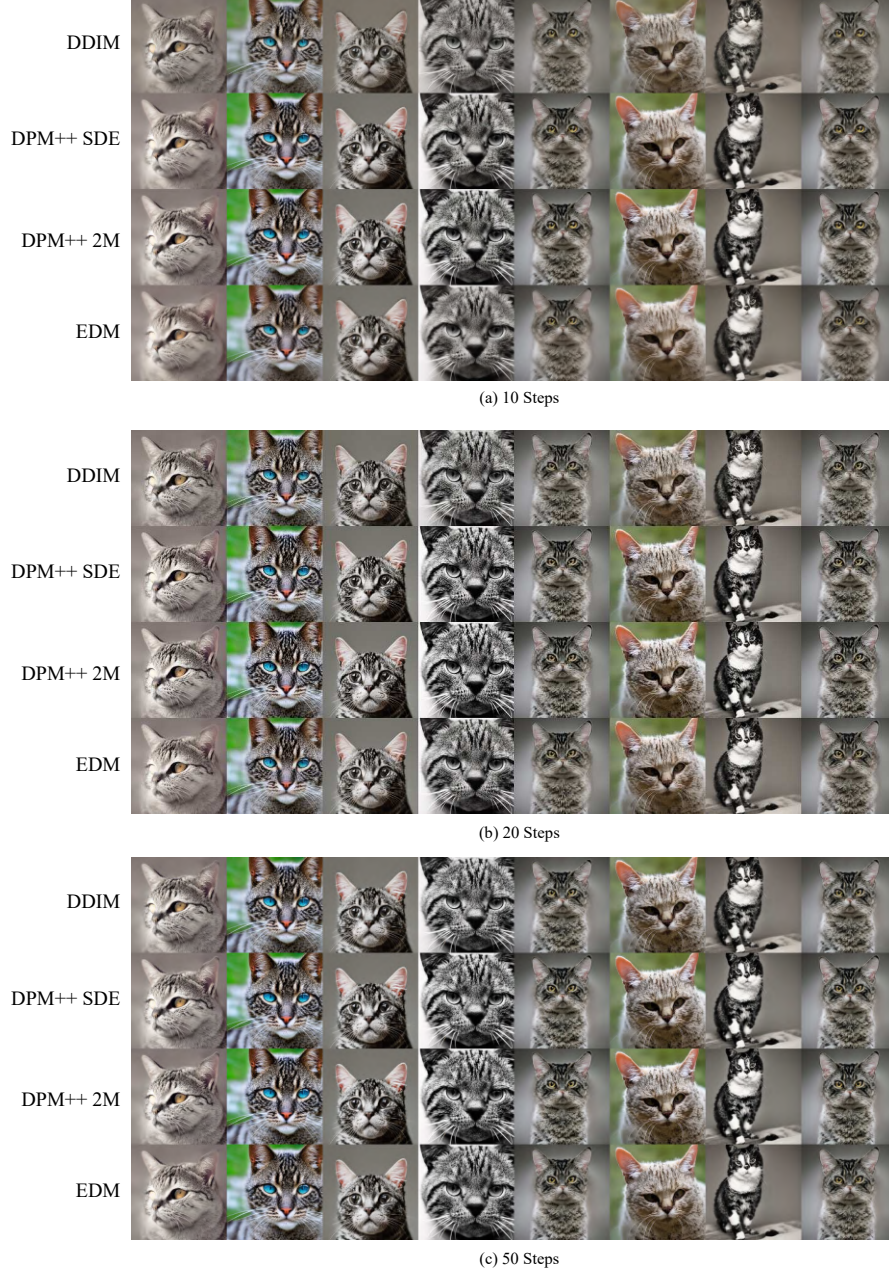 DDIM
DPM++ SDE
DPM++ 2M
EDM
(a) 10 Steps
DDIM
DPM++ SDE
DPM++ 2M
EDM
(b) 20 Steps
DDIM
DPM++ SDE
DPM++ 2M
EDM
(c) 50 Steps